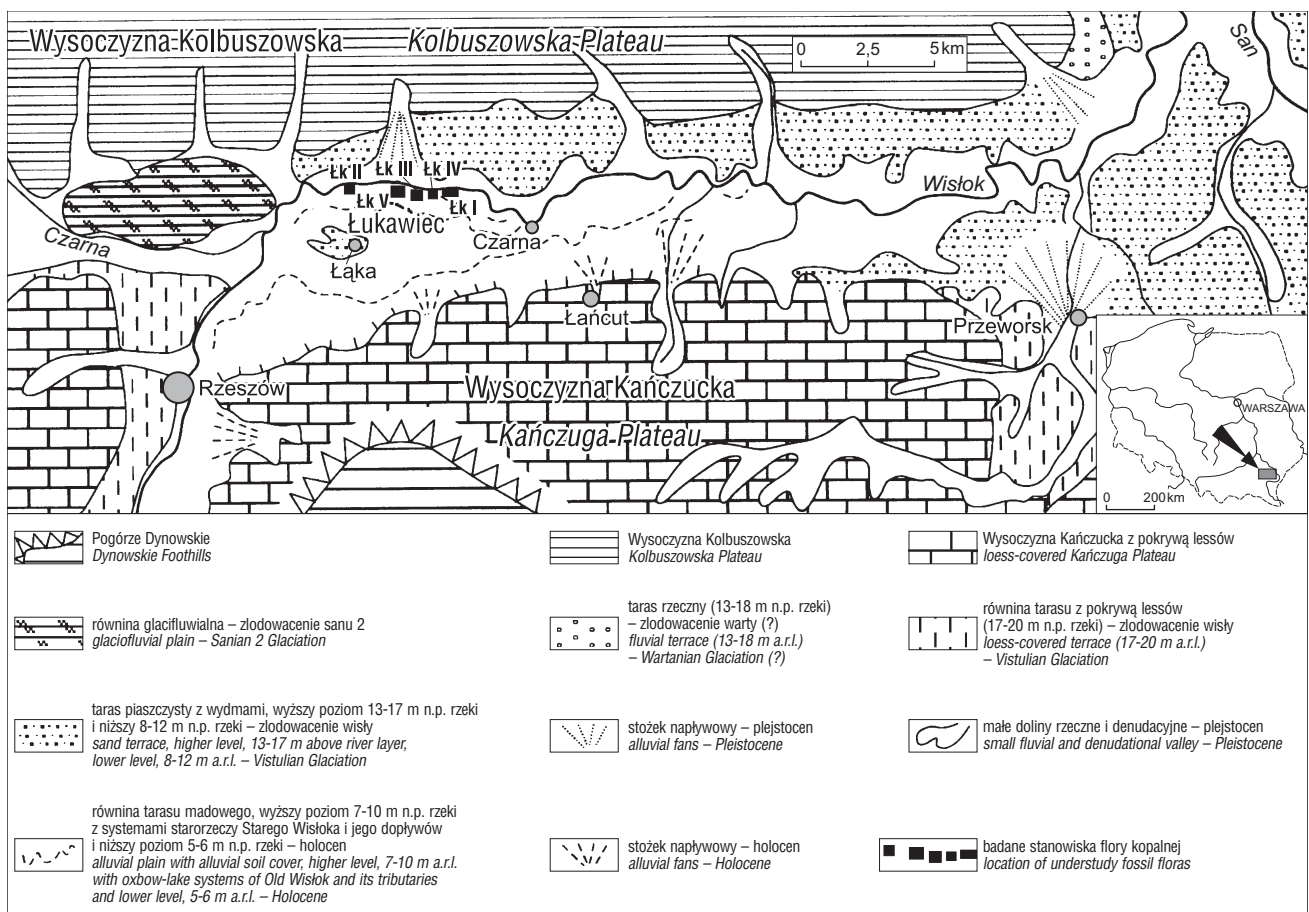 Wysoczyzna Kolbuszowska Kolbuszowska Plateau
0 2,5 5 km
San
Łk II Łk III Łk IV
Łk V Łk I
Wisłok
Łukawiec
Czarna
Czarna
Łąka
Łańcut
Przeworsk
Rzeszów
Wysoczyzna Kańczucka
Kańczuga Plateau
WARSZAWA
0 200 km
Pogórze Dynowskie
Dynowskie Foothills
Wysoczyzna Kolbuszowska
Kolbuszowska Plateau
Wysoczyzna Kańczucka z pokrywą lessów
loess-covered Kańczuga Plateau
równina glacifluwialna – zlodowacenie sanu 2
glaciofluvial plain – Sanian 2 Glaciation
taras rzeczny (13-18 m n.p. rzeki)
– zlodowacenie warty (?)
fluvial terrace (13-18 m a.r.l.)
– Wartanian Glaciation (?)
równina tarasu z pokrywą lessów
(17-20 m n.p. rzeki) – zlodowacenie wisły
loess-covered terrace (17-20 m a.r.l.)
– Vistulian Glaciation
taras piaszczysty z wydmami, wyższy poziom 13-17 m n.p. rzeki
i niższy 8-12 m n.p. rzeki – zlodowacenie wisły
sand terrace, higher level, 13-17 m above river layer,
lower level, 8-12 m a.r.l. – Vistulian Glaciation
stożek napływowy – plejstocen
alluvial fans – Pleistocene
małe doliny rzeczne i denudacyjne – plejstocen
small fluvial and denudational valley – Pleistocene
równina tarasu madowego, wyższy poziom 7-10 m n.p. rzeki
z systemami starorzeczy Starego Wisłoka i jego dopływów
i niższy poziom 5-6 m n.p. rzeki – holocen
alluvial plain with alluvial soil cover, higher level, 7-10 m a.r.l.
with oxbow-lake systems of Old Wisłok and its tributaries
and lower level, 5-6 m a.r.l. – Holocene
stożek napływowy – holocen
alluvial fans – Holocene
badane stanowiska flory kopalnej
location of understudy fossil floras